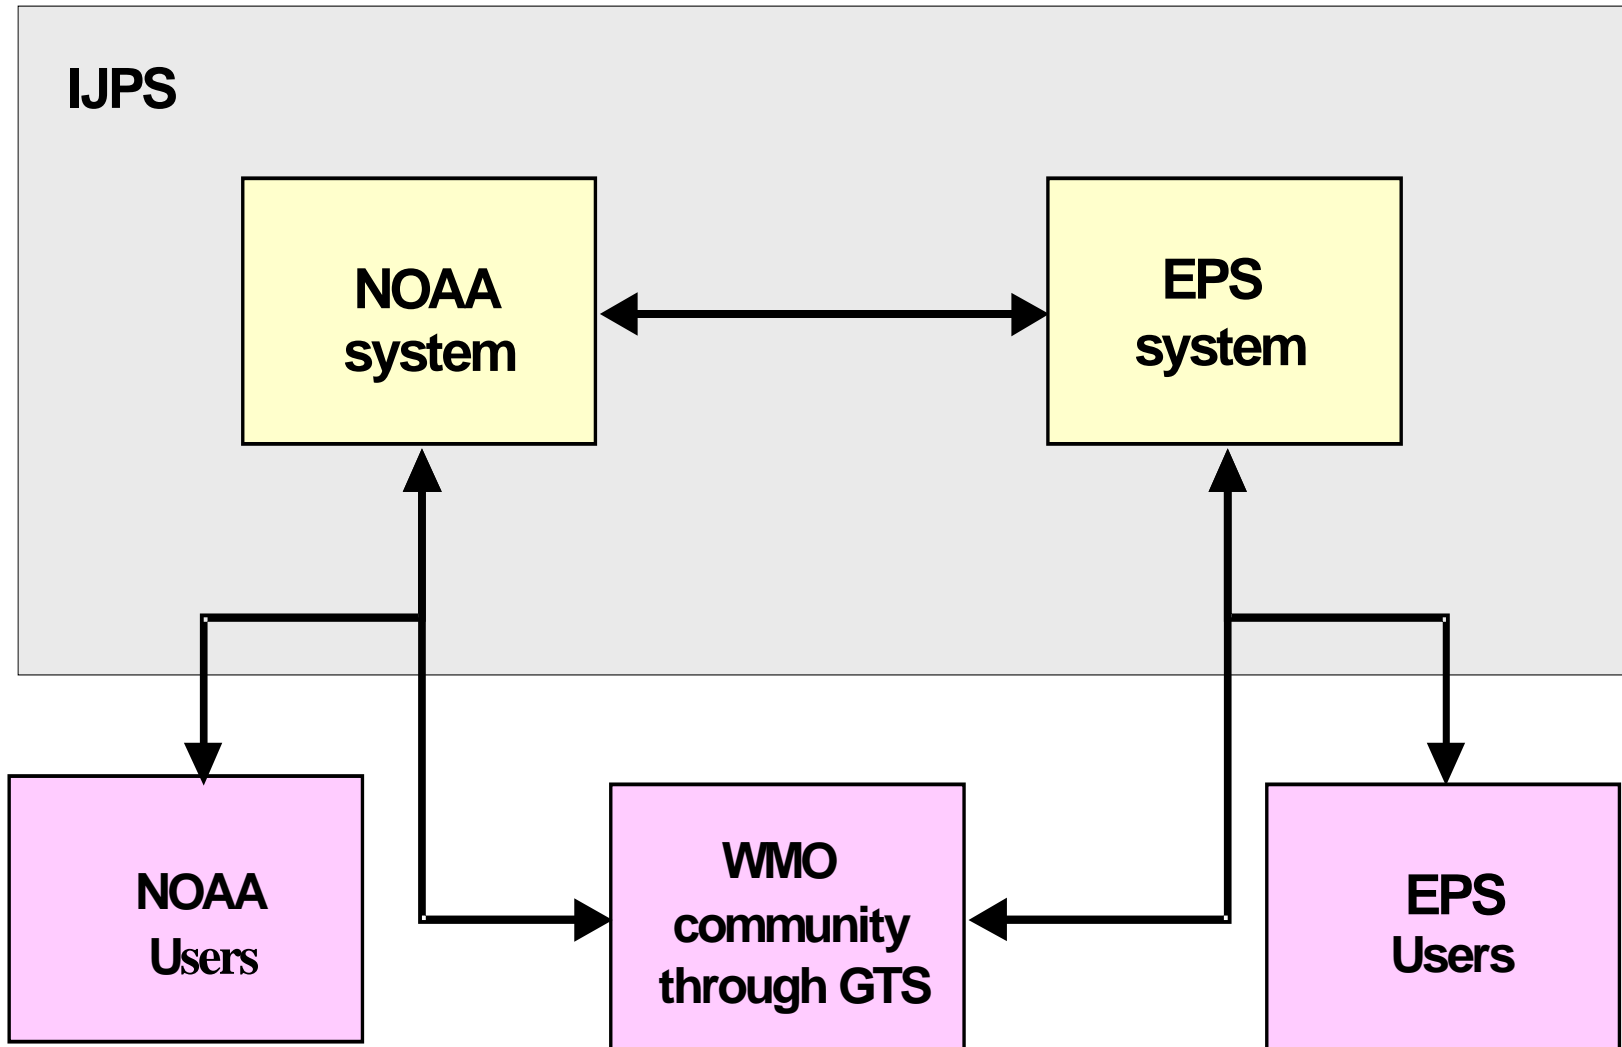 IJPS
NOAA
system
EPS
system
NOAA
Users
WMO
community
through GTS
EPS
Users